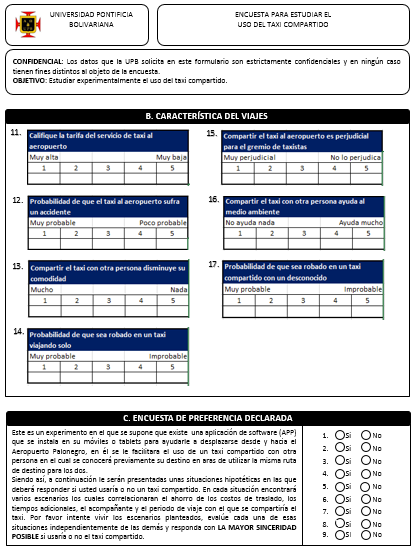 UNIVERSIDAD PONTIFICIA
BOLIVARIANA
ENCUESTA PARA ESTUDIAR EL
USO DEL TAXI COMPARTIDO
CONFIDENCIAL: Los datos que la UPB solicita en este formulario son estrictamente confidenciales y en ningún caso
tienen fines distintos al objeto de la encuesta.
OBJETIVO: Estudiar experimentalmente el uso del taxi compartido.
B. CARACTERÍSTICA DEL VIAJES
11. Califique la tarifa del servicio de taxi al
aeropuerto
Muy alta Muy baja
1 2 3 4 5
12. Probabilidad de que el taxi al aeropuerto sufra
un accidente
Muy probable Poco probable
1 2 3 4 5
13. Compartir el taxi con otra persona disminuye su
comodidad
Mucho Nada
1 2 3 4 5
14. Probabilidad de que sea robado en un taxi
viajando solo
Muy probable Improbable
1 2 3 4 5
15. Compartir el taxi al aeropuerto es perjudicial
para el gremio de taxistas
Muy perjudicial No lo perjudica
1 2 3 4 5
16. Compartir el taxi con otra persona ayuda al
medio ambiente
No ayuda nada Ayuda mucho
1 2 3 4 5
17. Probabilidad de que sea robado en un taxi
compartido con un desconocido
Muy probable Improbable
1 2 3 4 5
C. ENCUESTA DE PREFERENCIA DECLARADA
Este es un experimento en el que se supone que existe una aplicación de software (APP)
que se instala en su móviles o tablets para ayudarle a desplazarse desde y hacia el
Aeropuerto Palonegro, en él se le facilitara el uso de un taxi compartido con otra
persona en el cual se conocerá previamente su destino en aras de utilizar la misma ruta
de destino para los dos.
Siendo así, a continuación le serán presentadas unas situaciones hipotéticas en las que
deberá responder si usted usaría o no un taxi compartido. En cada situación encontrará
varios escenarios los cuales correlacionaran el ahorro de los costos de traslado, los
tiempos adicionales, el acompañante y el periodo de viaje con el que se compartiría el
taxi. Por favor intente vivir los escenarios planteados, evalúe cada una de esas
situaciones independientemente de las demás y responda con LA MAYOR SINCERIDAD
POSIBLE si usaría o no el taxi compartido.
1. Si No
2. Si No
3. Si No
4. Si No
5. Si No
6. Si No
7. Si No
8. Si No
9. Si No